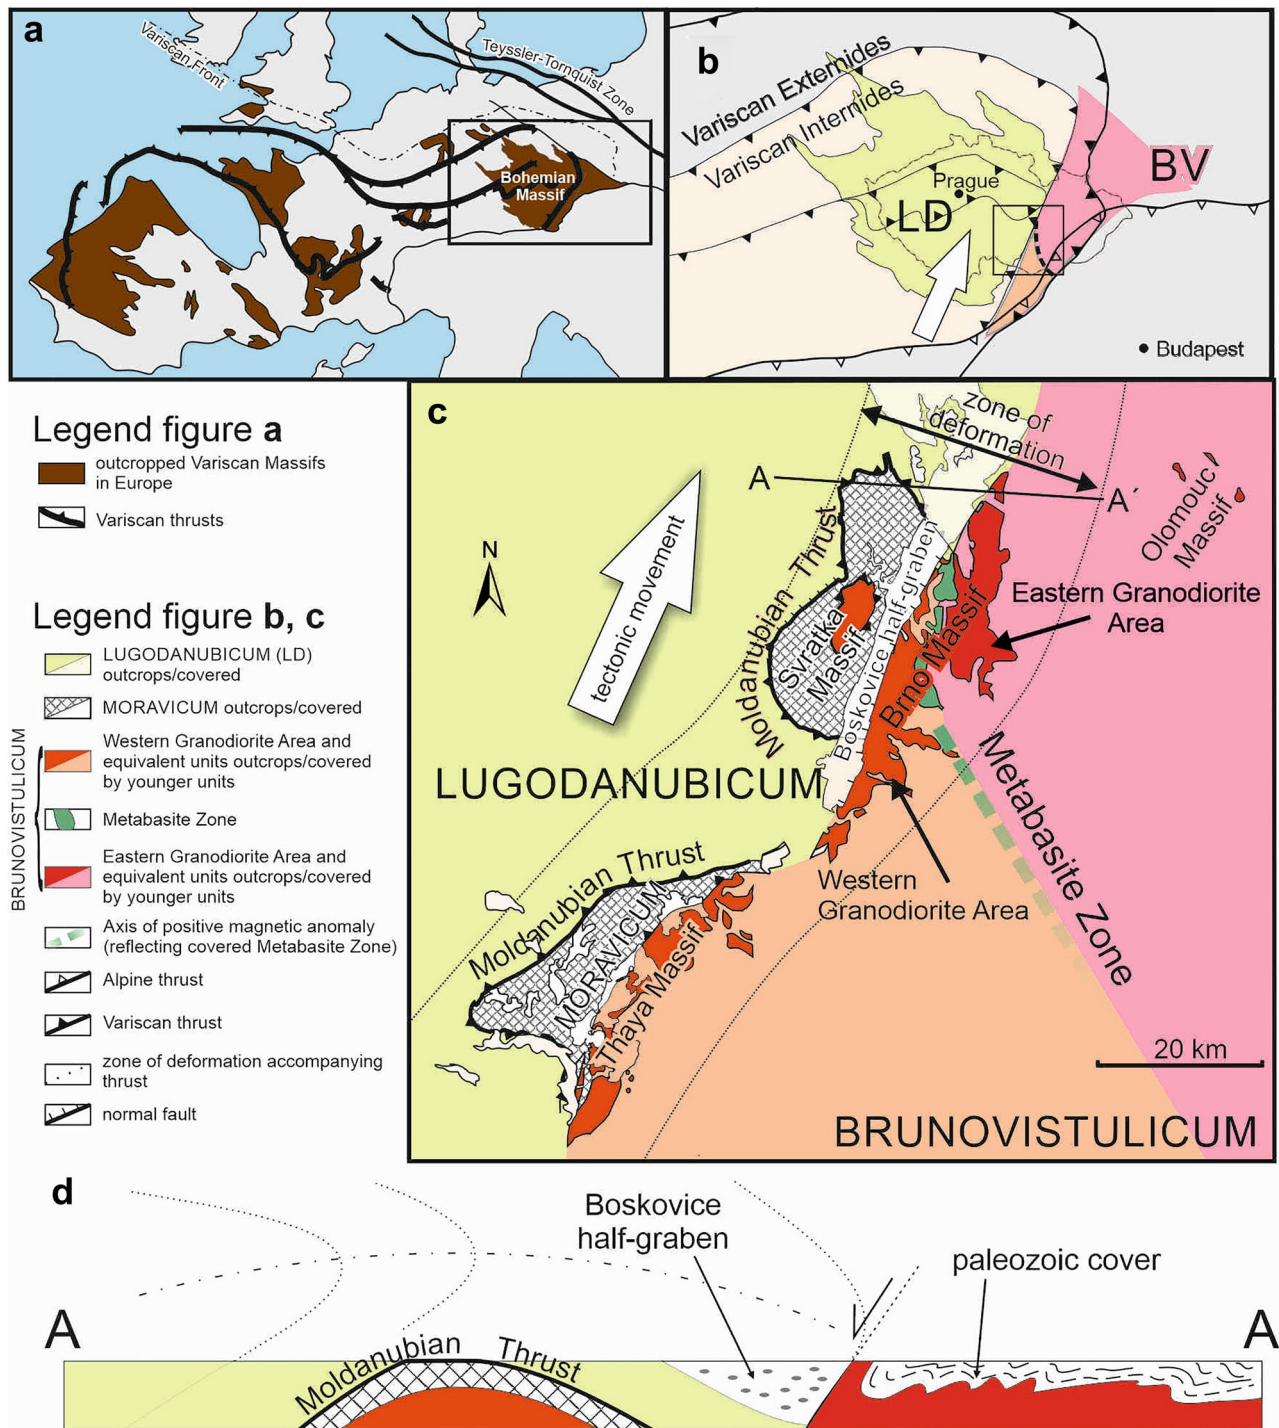 a
Variscan Front
Teyssler-Tornquist Zone
Bohemian
Massif
b
Variscan Externides
Variscan Internides
Prague
LD
BV
Budapest
Legend figure a
outcropped Variscan Massifs
in Europe
Variscan thrusts
Legend figure b, c
LUGODANUBICUM (LD)
outcrops/covered
MORAVICUM outcrops/covered
BRUNOVISTULICUM
Western Granodiorite Area and
equivalent units outcrops/covered
by younger units
Metabasite Zone
Eastern Granodiorite Area and
equivalent units outcrops/covered
by younger units
Axis of positive magnetic anomaly
(reflecting covered Metabasite Zone)
Alpine thrust
Variscan thrust
zone of deformation accompanying
thrust
normal fault
c
zone of
deformation
A
A´
N
tectonic movement
Moldanubian Thrust
Svratka
Massif
Boskovice half-graben
Brno Massif
Olomouc
Massif
Eastern Granodiorite
Area
LUGODANUBICUM
Metabasite Zone
Western
Granodiorite Area
Moldanubian Thrust
MORAVICUM
Thaya Massif
20 km
BRUNOVISTULICUM
d
Boskovice
half-graben
paleozoic cover
A
A
Moldanubian Thrust